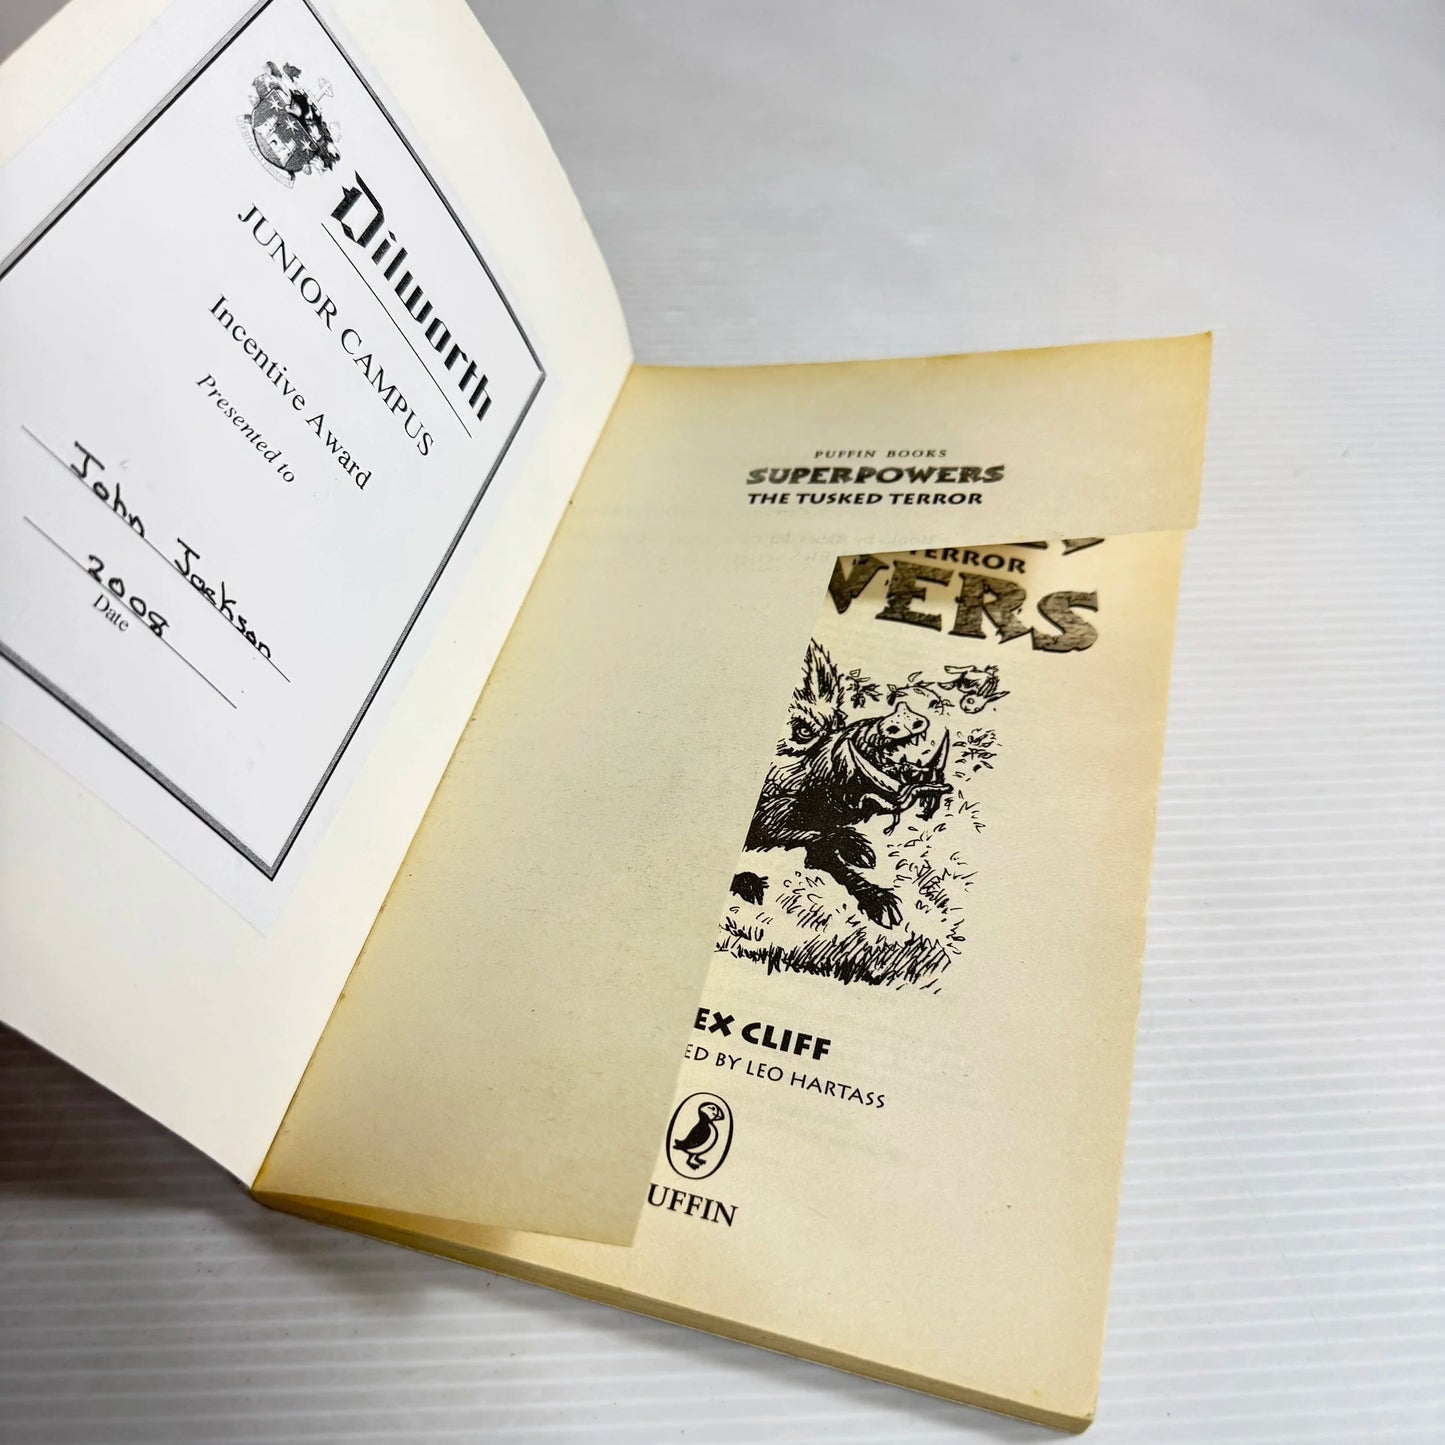 Dilworth
JUNIOR CAMPUS
Incentive Award
Presented to
John Jackson
2008
Date
PUFFIN BOOKS
SUPERPOWERS
THE TUSKED TERROR
TERROR
VERS
EX CLIFF
ED BY LEO HARTASS
UFFIN